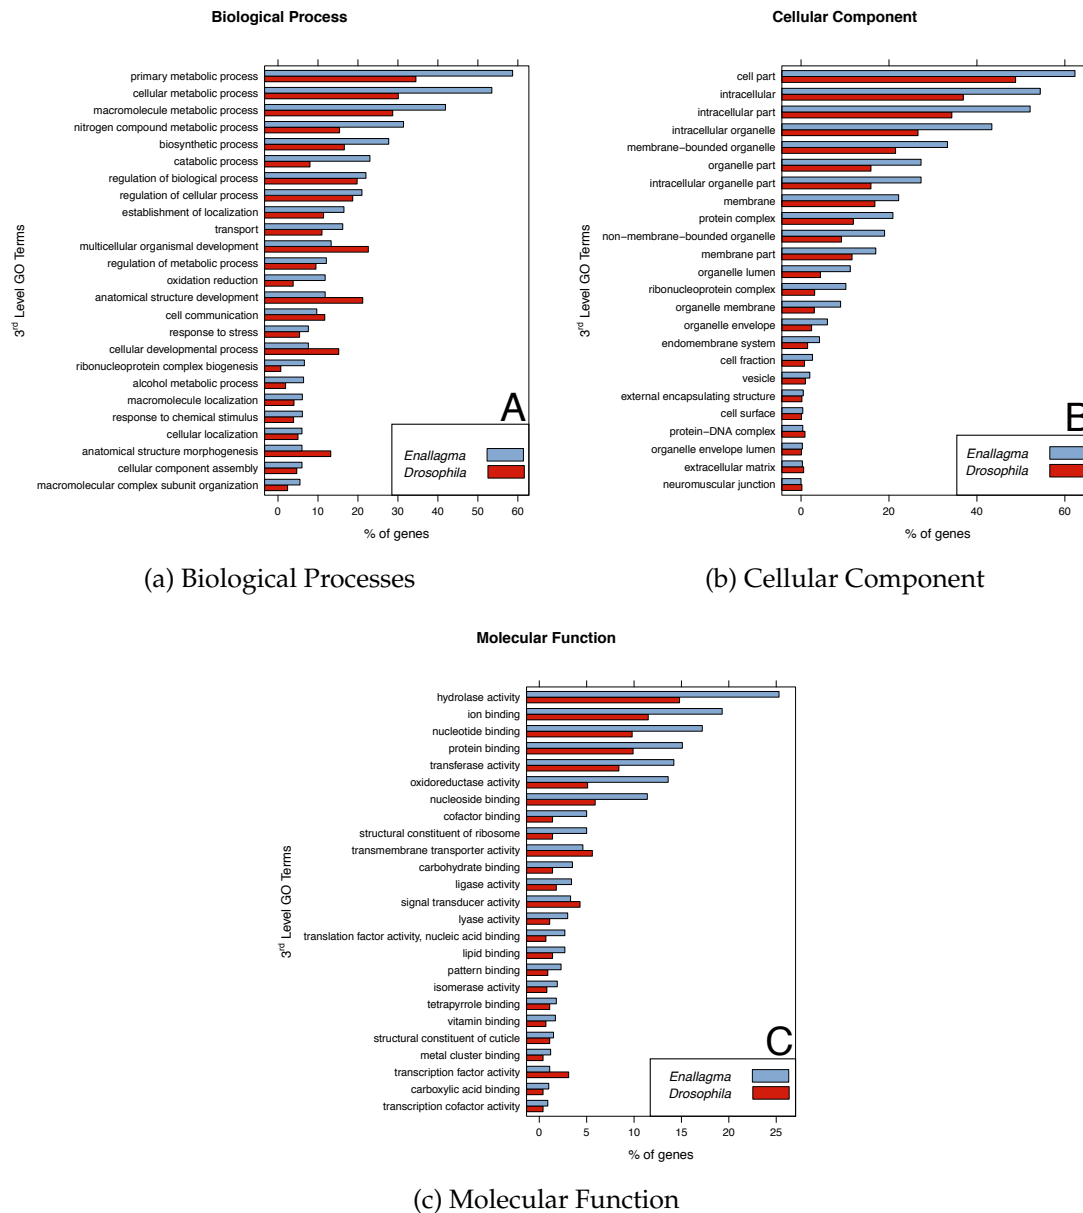 Biological Process
3rd Level GO Terms
primary metabolic process
cellular metabolic process
macromolecule metabolic process
nitrogen compound metabolic process
biosynthetic process
catabolic process
regulation of biological process
regulation of cellular process
establishment of localization
transport
multicellular organismal development
regulation of metabolic process
oxidation reduction
anatomical structure development
cell communication
response to stress
cellular developmental process
ribonucleoprotein complex biogenesis
alcohol metabolic process
macromolecule localization
response to chemical stimulus
cellular localization
anatomical structure morphogenesis
cellular component assembly
macromolecular complex subunit organization
A
Enallagma
Drosophila
0 10 20 30 40 50 60
% of genes
(a) Biological Processes
Cellular Component
3rd Level GO Terms
cell part
intracellular
intracellular part
intracellular organelle
membrane−bounded organelle
organelle part
intracellular organelle part
membrane
protein complex
non−membrane−bounded organelle
membrane part
organelle lumen
ribonucleoprotein complex
organelle membrane
organelle envelope
endomembrane system
cell fraction
vesicle
external encapsulating structure
cell surface
protein−DNA complex
organelle envelope lumen
extracellular matrix
neuromuscular junction
B
Enallagma
Drosophila
0 20 40 60
% of genes
(b) Cellular Component
Molecular Function
3rd Level GO Terms
hydrolase activity
ion binding
nucleotide binding
protein binding
transferase activity
oxidoreductase activity
nucleoside binding
cofactor binding
structural constituent of ribosome
transmembrane transporter activity
carbohydrate binding
ligase activity
signal transducer activity
lyase activity
translation factor activity, nucleic acid binding
lipid binding
pattern binding
isomerase activity
tetrapyrrole binding
vitamin binding
structural constituent of cuticle
metal cluster binding
transcription factor activity
carboxylic acid binding
transcription cofactor activity
C
Enallagma
Drosophila
0 5 10 15 20 25
% of genes
(c) Molecular Function